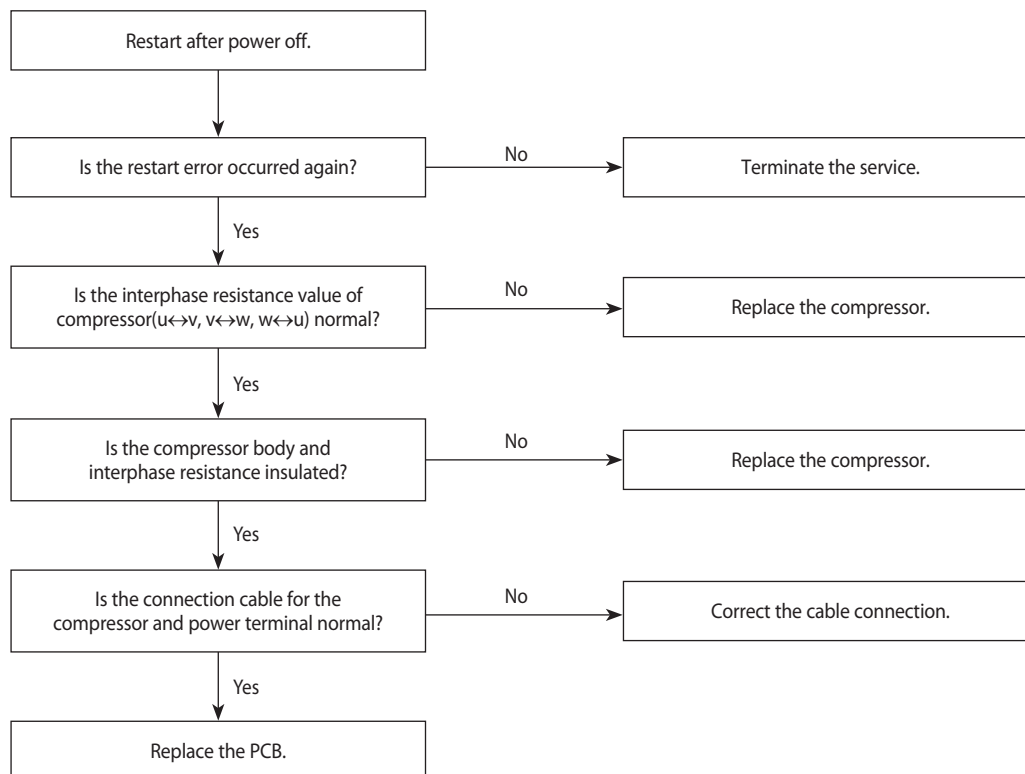 Restart after power off.
Is the restart error occurred again?
No
Terminate the service.
Yes
Is the interphase resistance value of
compressor(u↔v, v↔w, w↔u) normal?
No
Replace the compressor.
Yes
Is the compressor body and
interphase resistance insulated?
No
Replace the compressor.
Yes
Is the connection cable for the
compressor and power terminal normal?
No
Correct the cable connection.
Yes
Replace the PCB.